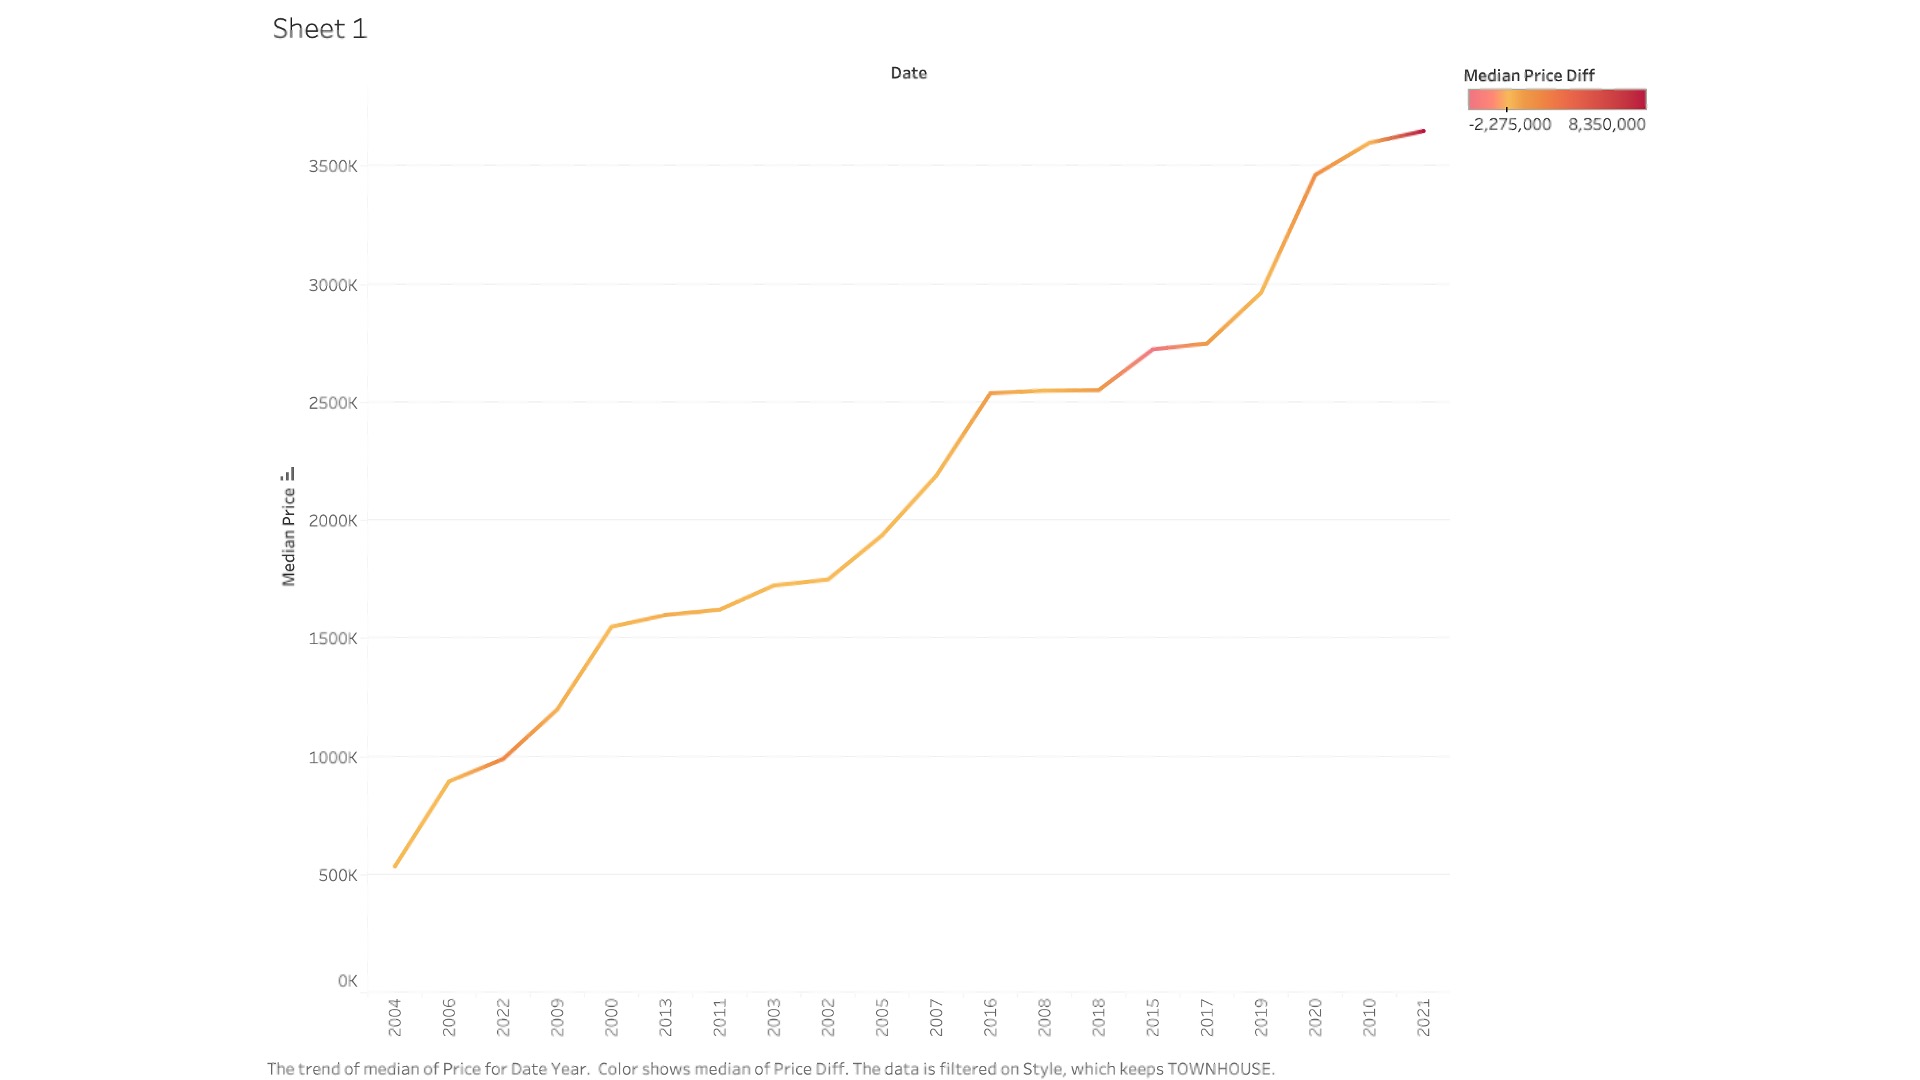 Sheet 1
Date
Median Price Diff
-2,275,000 8,350,000
3500K
3000K
2500K
2000K
1500K
1000K
500K
0K
Median Price
2004 2006 2022 2009 2000 2013 2011 2003 2002 2005 2007 2016 2008 2018 2015 2017 2019 2020 2010 2021
The trend of median of Price for Date Year. Color shows median of Price Diff. The data is filtered on Style, which keeps TOWNHOUSE.